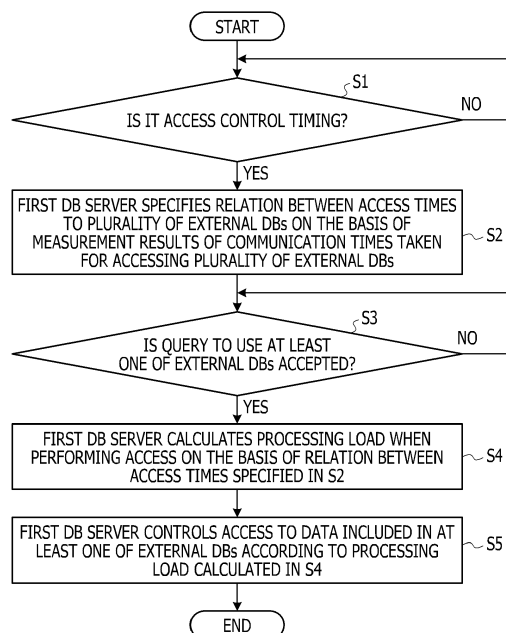 START
S1
IS IT ACCESS CONTROL TIMING?
NO
YES
FIRST DB SERVER SPECIFIES RELATION BETWEEN ACCESS TIMES
TO PLURALITY OF EXTERNAL DBs ON THE BASIS OF
MEASUREMENT RESULTS OF COMMUNICATION TIMES TAKEN
FOR ACCESSING PLURALITY OF EXTERNAL DBs
S2
S3
IS QUERY TO USE AT LEAST
ONE OF EXTERNAL DBs ACCEPTED?
NO
YES
FIRST DB SERVER CALCULATES PROCESSING LOAD WHEN
PERFORMING ACCESS ON THE BASIS OF RELATION BETWEEN
ACCESS TIMES SPECIFIED IN S2
S4
FIRST DB SERVER CONTROLS ACCESS TO DATA INCLUDED IN AT
LEAST ONE OF EXTERNAL DBs ACCORDING TO PROCESSING
LOAD CALCULATED IN S4
S5
END